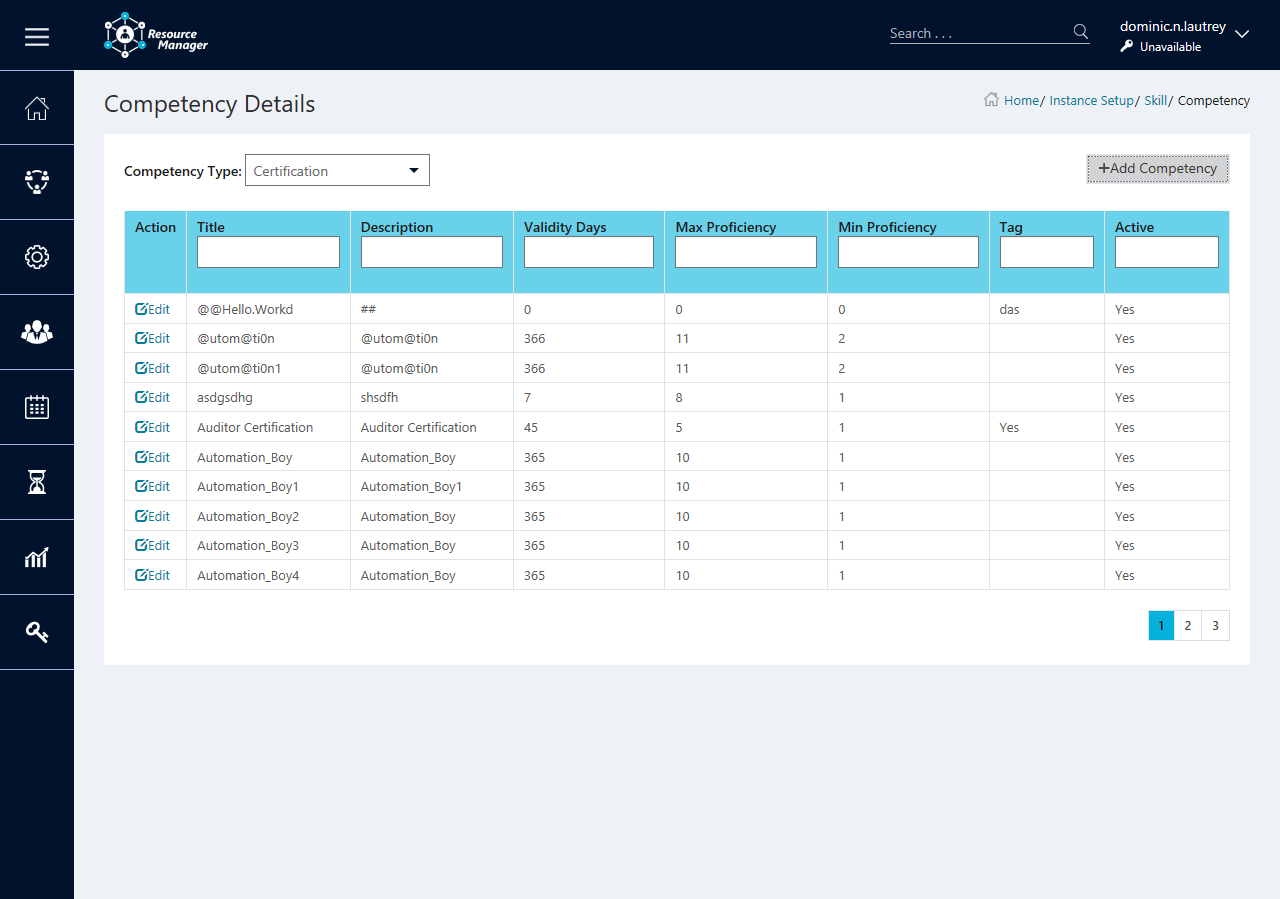 Resource
Manager
Search . . .
dominic.n.lautrey
Unavailable
Competency Details
Home/ Instance Setup/ Skill/ Competency
Competency Type: Certification
+Add Competency
Action Title Description Validity Days Max Proficiency Min Proficiency Tag Active
Edit @@Hello.Workd ## 0 0 0 das Yes
Edit @utom@ti0n @utom@ti0n 366 11 2 Yes
Edit @utom@ti0n1 @utom@ti0n 366 11 2 Yes
Edit asdgsdhg shsdfh 7 8 1 Yes
Edit Auditor Certification Auditor Certification 45 5 1 Yes Yes
Edit Automation_Boy Automation_Boy 365 10 1 Yes
Edit Automation_Boy1 Automation_Boy1 365 10 1 Yes
Edit Automation_Boy2 Automation_Boy 365 10 1 Yes
Edit Automation_Boy3 Automation_Boy 365 10 1 Yes
Edit Automation_Boy4 Automation_Boy 365 10 1 Yes
1 2 3